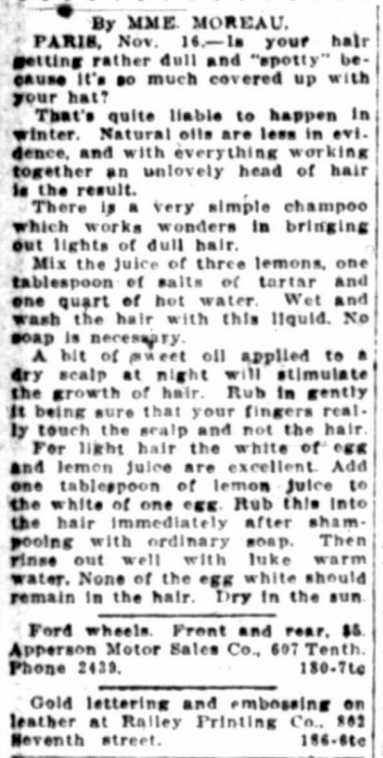 By MME. MOREAU.
PARIS, Nov. 16.—Is your hair
getting rather dull and "spotty" be-
cause it's so much covered up with
your hat?
That's quite liable to happen in
winter. Natural oils are less in evi-
dence, and with everything working
together an unlovely head of hair
is the result.
There is a very simple champoo
which works wonders in bringing
out lights of dull hair.
Mix the juice of three lemons, one
tablespoon of salts of tartar and
one quart of hot water. Wet and
wash the hair with this liquid. No
soap is necessary.
A bit of sweet oil applied to a
dry scalp at night will stimulate
the growth of hair. Rub in gently
it being sure that your fingers real-
ly touch the scalp and not the hair.
For light hair the white of egg
and lemon juice are excellent. Add
one tablespoon of lemon juice to
the white of one egg. Rub this into
the hair immediately after sham-
pooing with ordinary soap. Then
rinse out well with luke warm
water. None of the egg white should
remain in the hair. Dry in the sun.
Ford wheels. Front and rear, $5.
Apperson Motor Sales Co., 607 Tenth.
Phone 2439. 180-7tc
Gold lettering and embossing on
leather at Railey Printing Co., 802
Seventh street. 186-6tc